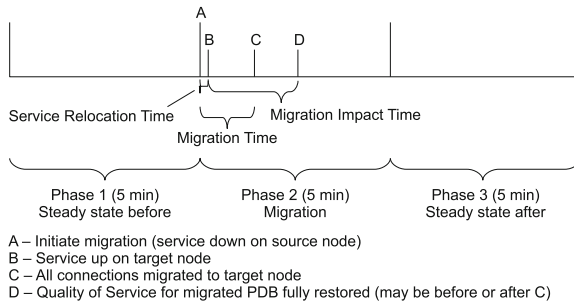 A
B
C
D
Service Relocation Time
Migration Impact Time
Migration Time
Phase 1 (5 min)
Steady state before
Phase 2 (5 min)
Migration
Phase 3 (5 min)
Steady state after
A – Initiate migration (service down on source node)
B – Service up on target node
C – All connections migrated to target node
D – Quality of Service for migrated PDB fully restored (may be before or after C)